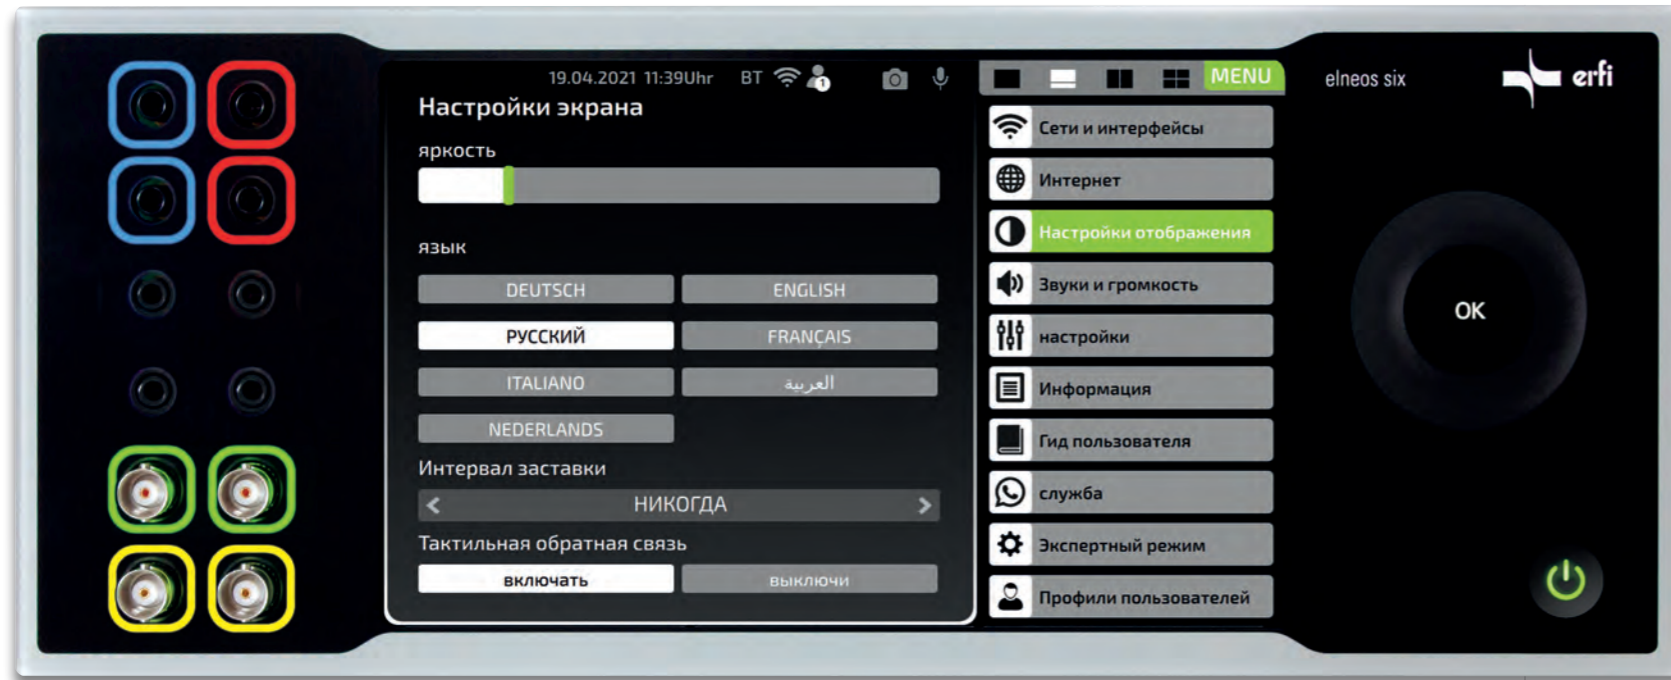 19.04.2021 11:39Uhr BT 1
Настройки экрана
яркость
язык
DEUTSCH ENGLISH
РУССКИЙ FRANÇAIS
ITALIANO العربية
NEDERLANDS
Интервал заставки
НИКОГДА
Тактильная обратная связь
включать выключи
MENU
Сети и интерфейсы
Интернет
Настройки отображения
Звуки и громкость
настройки
Информация
Гид пользователя
служба
Экспертный режим
Профили пользователей
elneos six
erfi
OK